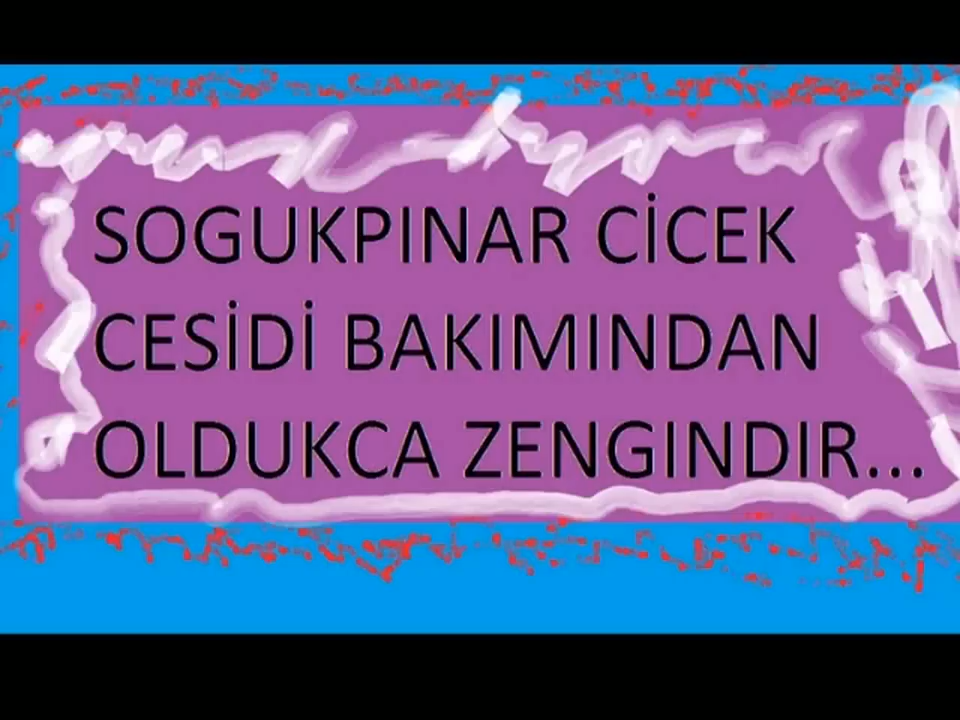 SOGUKPINAR CİCEK
CESİDİ BAKIMINDAN
OLDUKCA ZENGINDIR...